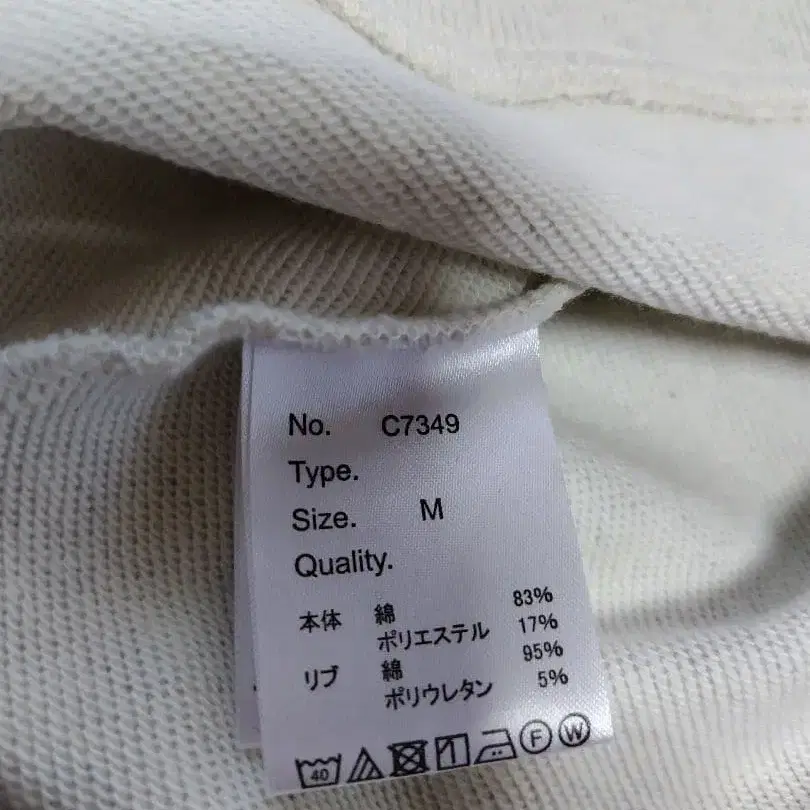 No. C7349
Type.
Size. M
Quality.
本体 綿 83%
ポリエステル 17%
リブ 綿 95%
ポリウレタン 5%
40 F W